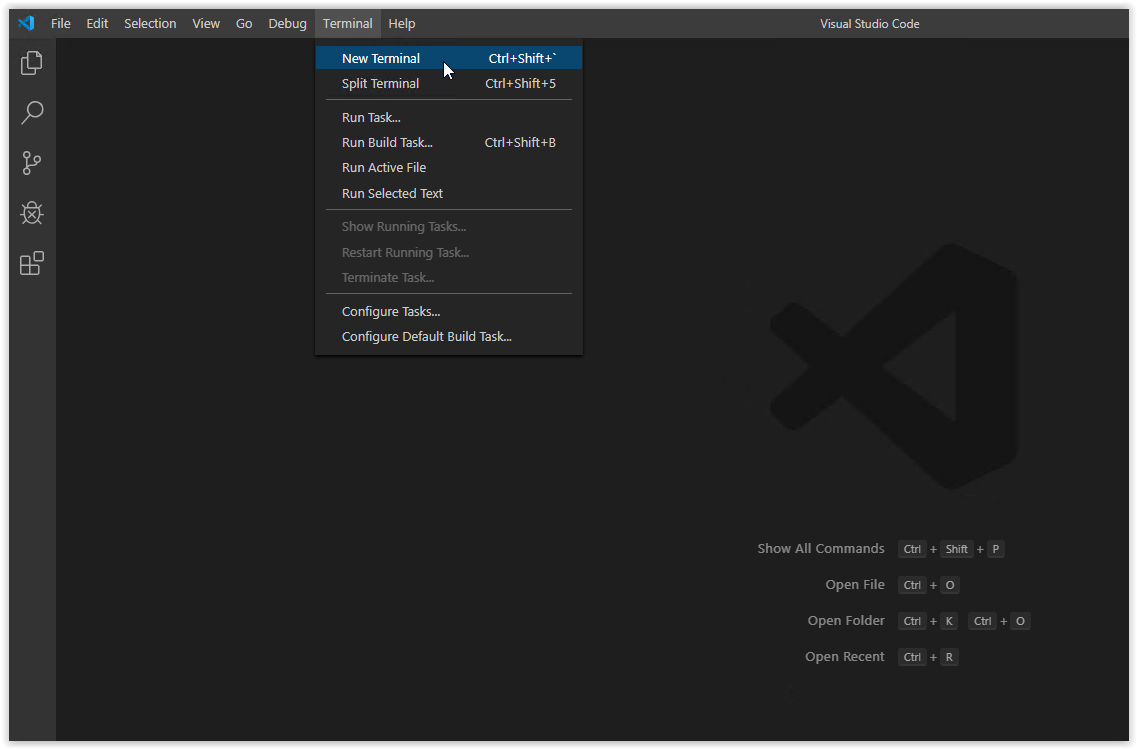 File Edit Selection View Go Debug Terminal Help Visual Studio Code
New Terminal Ctrl+Shift+`
Split Terminal Ctrl+Shift+5
Run Task...
Run Build Task... Ctrl+Shift+B
Run Active File
Run Selected Text
Show Running Tasks...
Restart Running Task...
Terminate Task...
Configure Tasks...
Configure Default Build Task...
Show All Commands Ctrl + Shift + P
Open File Ctrl + O
Open Folder Ctrl + K Ctrl + O
Open Recent Ctrl + R